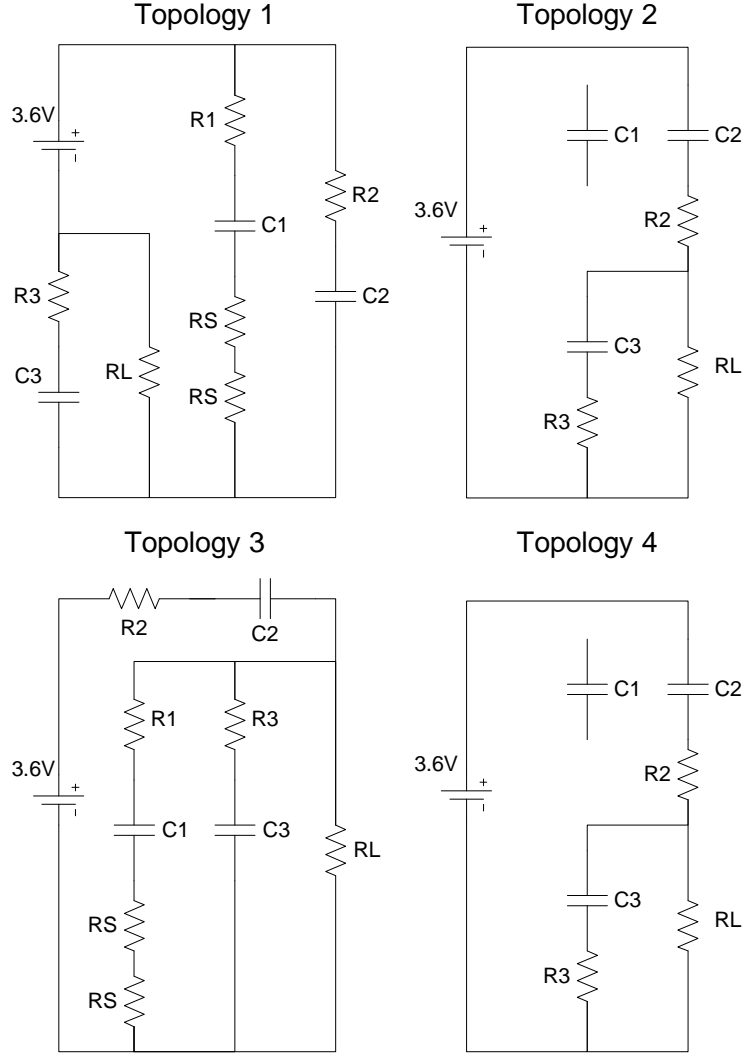 Topology 1
3.6V
+
R1
R2
C1
R3
C2
RS
C3
RL
RS
Topology 2
C1
C2
3.6V
+
R2
C3
RL
R3
Topology 3
R2
C2
R1
R3
3.6V
+
C1
C3
RL
RS
RS
Topology 4
C1
C2
R2
3.6V
+
C3
RL
R3